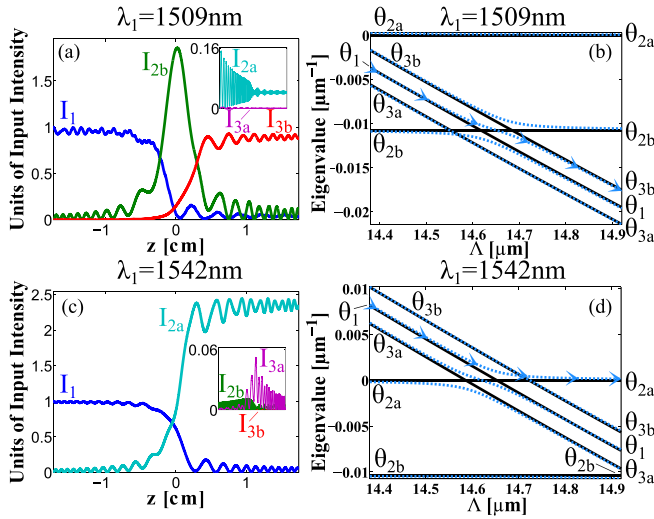 λ₁=1509nm
(a)
I₁
I₂b
0.16
I₂a
0
I₃a
I₃b
1.5
1
0.5
0
Units of Input Intensity
−1
0
1
z [cm]
λ₁=1509nm
(b)
0
−0.005
−0.01
−0.015
−0.02
Eigenvalue [μm⁻¹]
θ₂a
θ₁
θ₃b
θ₃a
θ₂b
θ₂a
θ₂b
θ₃b
θ₁
θ₃a
14.4
14.5
14.6
14.7
14.8
14.9
Λ [μm]
λ₁=1542nm
(c)
2.5
2
1.5
1
0.5
0
Units of Input Intensity
I₂a
I₁
0.06
I₃a
I₂b
0
I₃b
−1
0
1
z [cm]
λ₁=1542nm
(d)
0.01
0.005
0
−0.005
−0.01
Eigenvalue [μm⁻¹]
θ₁
θ₃b
θ₃a
θ₂a
θ₂b
θ₂a
θ₃b
θ₁
θ₂b
θ₃a
14.4
14.5
14.6
14.7
14.8
14.9
Λ [μm]